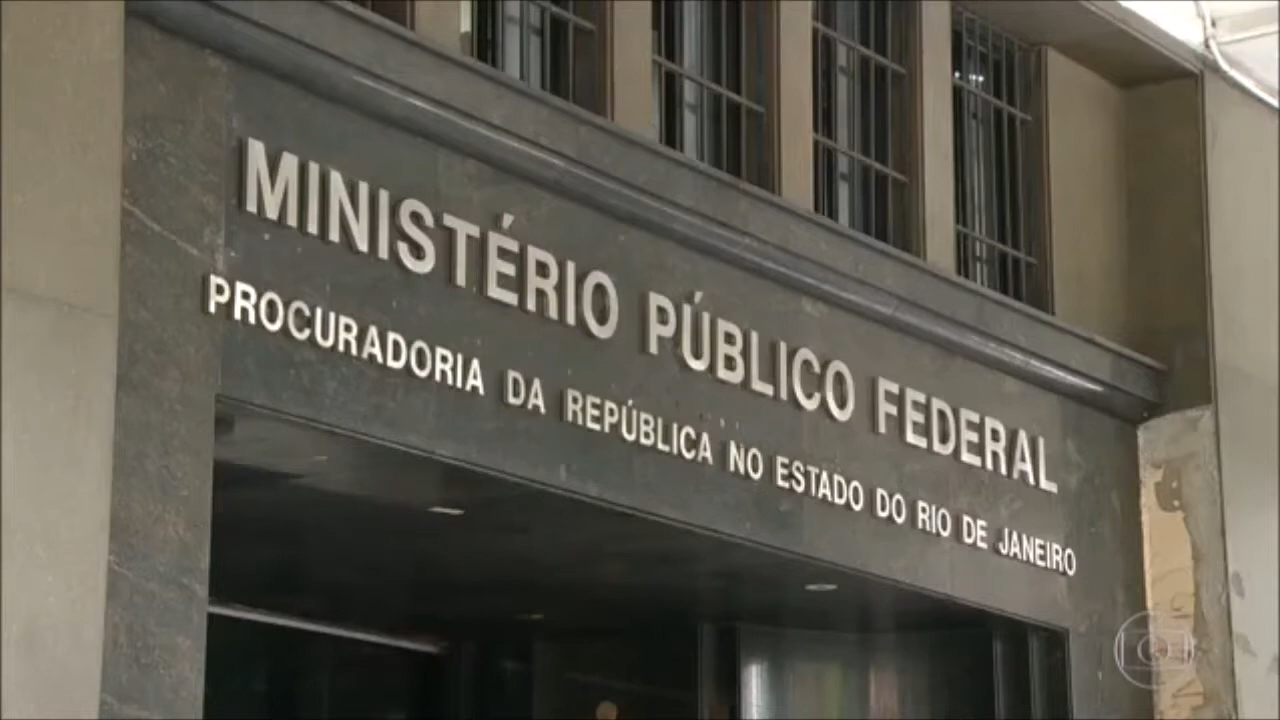 MINISTÉRIO PÚBLICO FEDERAL
PROCURADORIA DA REPÚBLICA NO ESTADO DO RIO DE JANEIRO